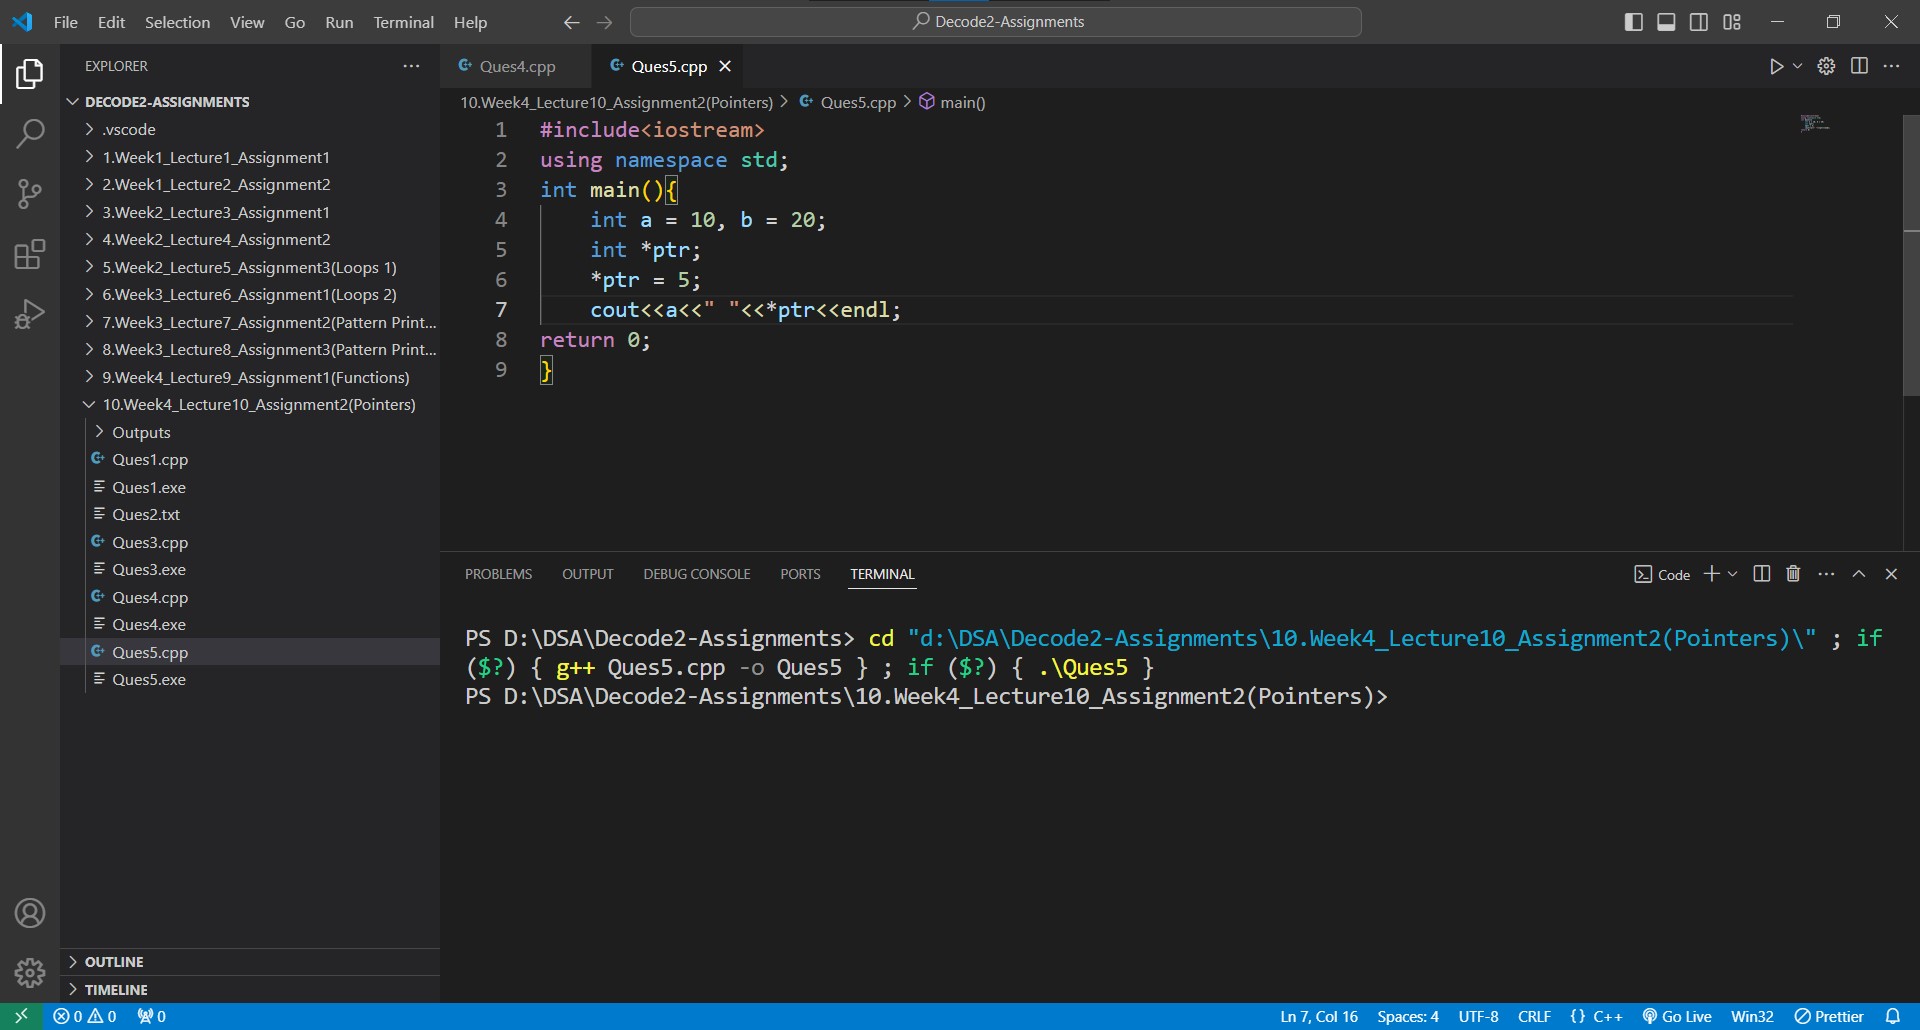 File Edit Selection View Go Run Terminal Help
Decode2-Assignments
EXPLORER
DECODE2-ASSIGNMENTS
.vscode
1.Week1_Lecture1_Assignment1
2.Week1_Lecture2_Assignment2
3.Week2_Lecture3_Assignment1
4.Week2_Lecture4_Assignment2
5.Week2_Lecture5_Assignment3(Loops 1)
6.Week3_Lecture6_Assignment1(Loops 2)
7.Week3_Lecture7_Assignment2(Pattern Print...
8.Week3_Lecture8_Assignment3(Pattern Print...
9.Week4_Lecture9_Assignment1(Functions)
10.Week4_Lecture10_Assignment2(Pointers)
Outputs
Ques1.cpp
Ques1.exe
Ques2.txt
Ques3.cpp
Ques3.exe
Ques4.cpp
Ques4.exe
Ques5.cpp
Ques5.exe
OUTLINE
TIMELINE
Ques4.cpp Ques5.cpp
10.Week4_Lecture10_Assignment2(Pointers) > Ques5.cpp > main()
1 #include<iostream>
2 using namespace std;
3 int main(){
4 int a = 10, b = 20;
5 int *ptr;
6 *ptr = 5;
7 cout<<a<<" "<<*ptr<<endl;
8 return 0;
9 }
PROBLEMS OUTPUT DEBUG CONSOLE PORTS TERMINAL
Code
PS D:\DSA\Decode2-Assignments> cd "d:\DSA\Decode2-Assignments\10.Week4_Lecture10_Assignment2(Pointers)\" ; if
($?) { g++ Ques5.cpp -o Ques5 } ; if ($?) { .\Ques5 }
PS D:\DSA\Decode2-Assignments\10.Week4_Lecture10_Assignment2(Pointers)>
0 0 0 Ln 7, Col 16 Spaces: 4 UTF-8 CRLF {} C++ Go Live Win32 Prettier